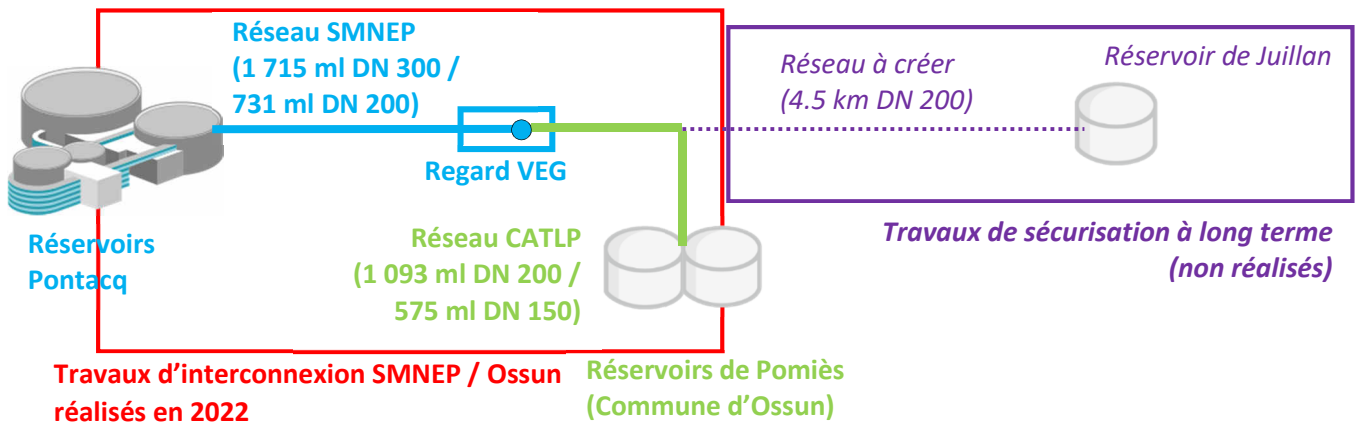 Réseau SMNEP
(1 715 ml DN 300 /
731 ml DN 200)
Regard VEG
Réservoirs
Pontacq
Réseau CATLP
(1 093 ml DN 200 /
575 ml DN 150)
Réseau à créer
(4.5 km DN 200)
Réservoir de Juillan
Travaux de sécurisation à long terme
(non réalisés)
Travaux d’interconnexion SMNEP / Ossun
réalisés en 2022
Réservoirs de Pomiès
(Commune d’Ossun)